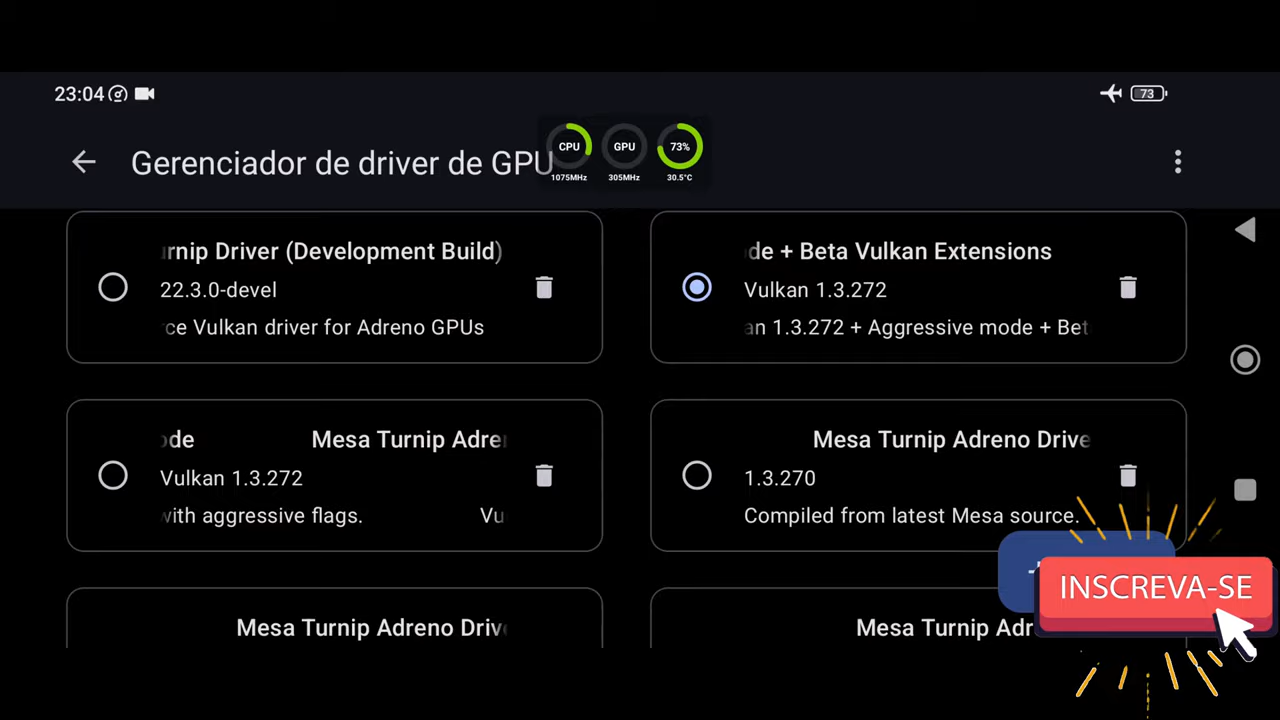 23:04
73
Gerenciador de driver de GPU
CPU
GPU
73%
1075MHz
305MHz
30.5°C
urnip Driver (Development Build)
22.3.0-devel
ce Vulkan driver for Adreno GPUs
de + Beta Vulkan Extensions
Vulkan 1.3.272
an 1.3.272 + Aggressive mode + Bet
ode Mesa Turnip Adre
Vulkan 1.3.272
with aggressive flags. Vu
Mesa Turnip Adreno Drive
1.3.270
Compiled from latest Mesa source.
Mesa Turnip Adreno Driv
Mesa Turnip Adr
INSCREVA-SE